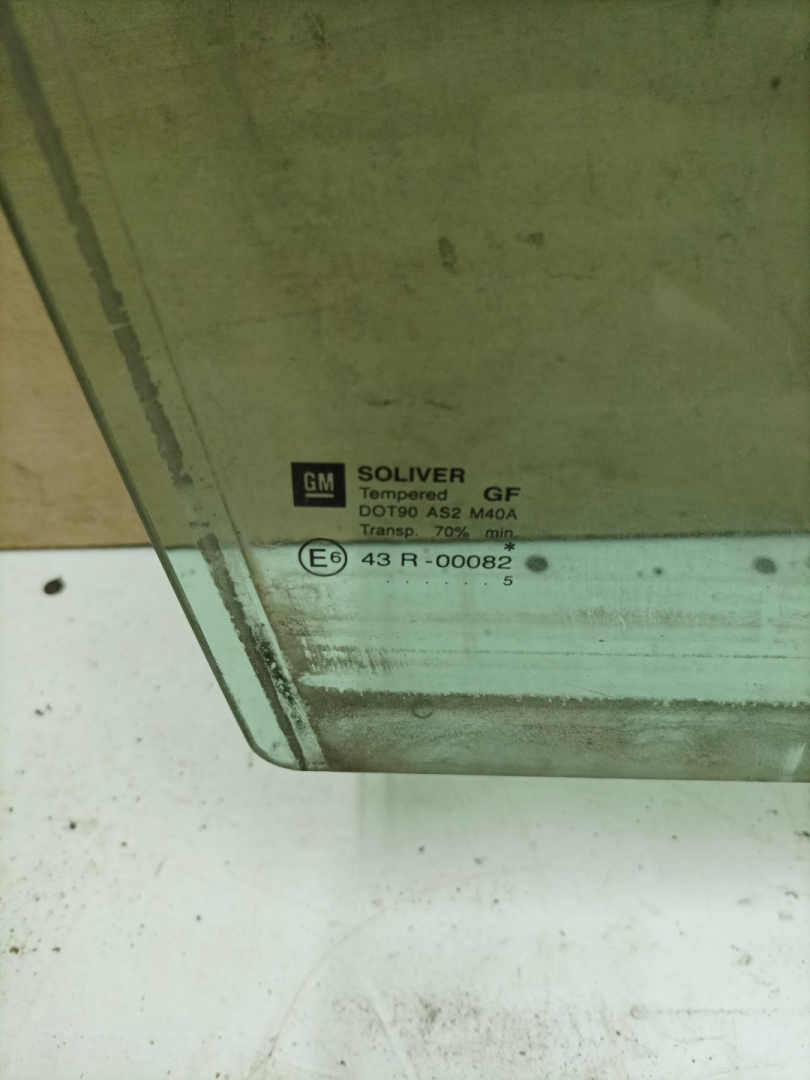 GM SOLIVER
Tempered GF
DOT90 AS2 M40A
Transp. 70% min.
*
E6 43 R-00082
. . . . . . 5